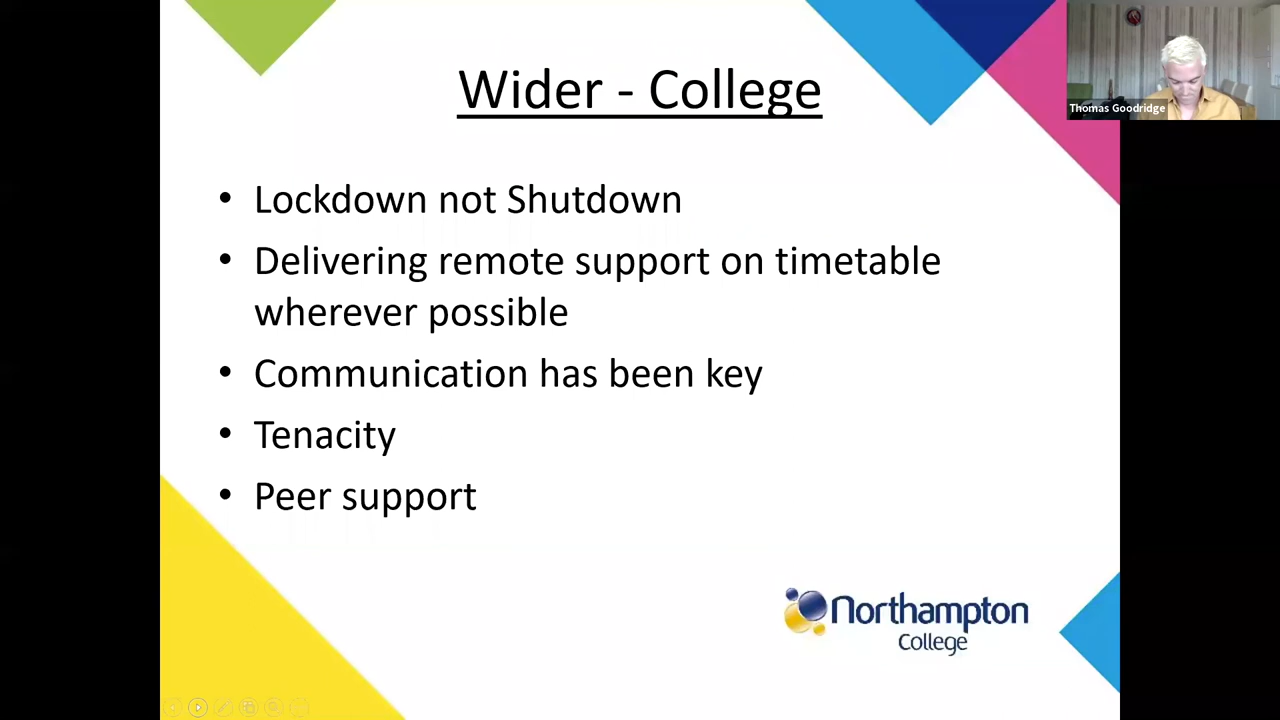 Wider - College
Thomas Goodridge
• Lockdown not Shutdown
• Delivering remote support on timetable
wherever possible
• Communication has been key
• Tenacity
• Peer support
Northampton
College